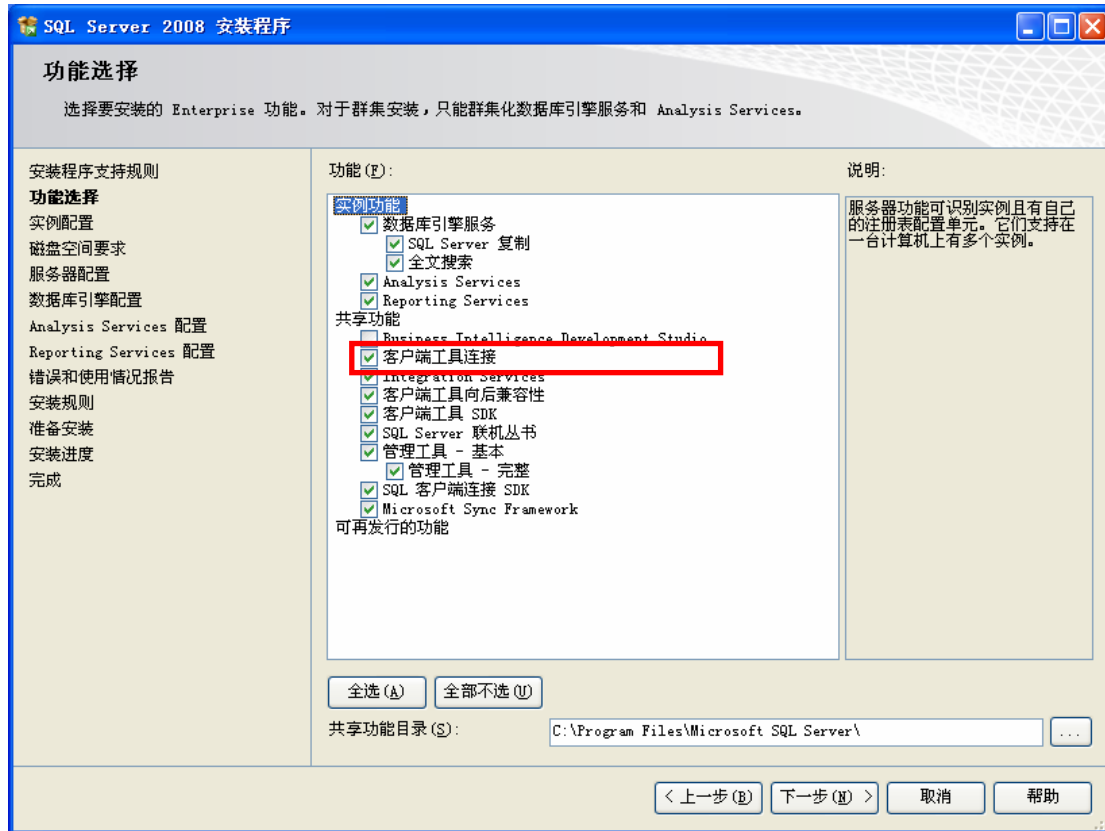 SQL Server 2008 安装程序
功能选择
选择要安装的 Enterprise 功能。对于群集安装，只能群集化数据库引擎服务和 Analysis Services。
安装程序支持规则
功能选择
实例配置
磁盘空间要求
服务器配置
数据库引擎配置
Analysis Services 配置
Reporting Services 配置
错误和使用情况报告
安装规则
准备安装
安装进度
完成
功能(F):
实例功能
数据库引擎服务
SQL Server 复制
全文搜索
Analysis Services
Reporting Services
共享功能
Business Intelligence Development Studio
客户端工具连接
Integration Services
客户端工具向后兼容性
客户端工具 SDK
SQL Server 联机丛书
管理工具 - 基本
管理工具 - 完整
SQL 客户端连接 SDK
Microsoft Sync Framework
可再发行的功能
说明:
服务器功能可识别实例且有自己
的注册表配置单元。它们支持在
一台计算机上有多个实例。
全选(A)
全部不选(U)
共享功能目录(S):
C:\Program Files\Microsoft SQL Server\
...
< 上一步(B)
下一步(N) >
取消
帮助